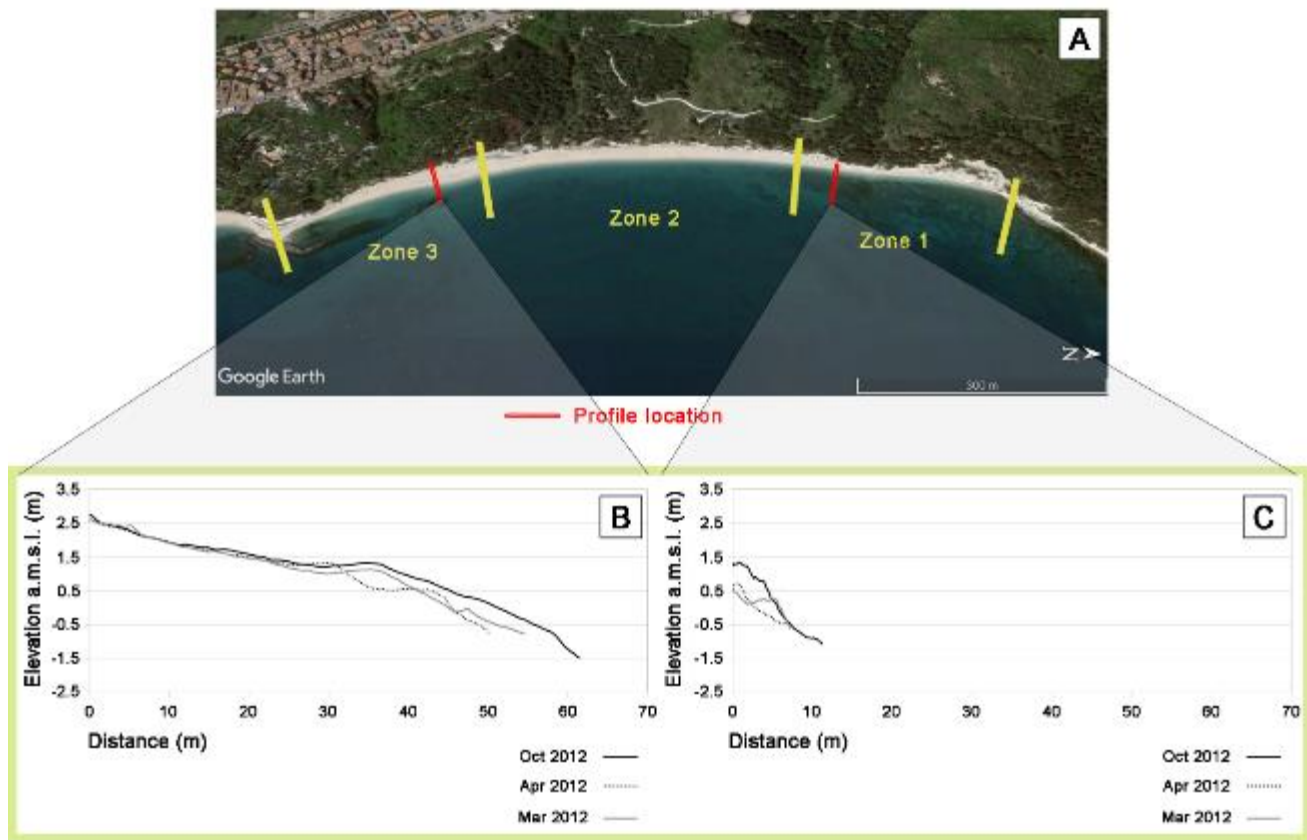 A
Zone 3
Zone 2
Zone 1
Google Earth
N
300 m
Profile location
B
Elevation a.m.s.l. (m)
3.5
2.5
1.5
0.5
-0.5
-1.5
-2.5
0 10 20 30 40 50 60 70
Distance (m)
Oct 2012
Apr 2012
Mar 2012
C
Elevation a.m.s.l. (m)
3.5
2.5
1.5
0.5
-0.5
-1.5
-2.5
0 10 20 30 40 50 60 70
Distance (m)
Oct 2012
Apr 2012
Mar 2012